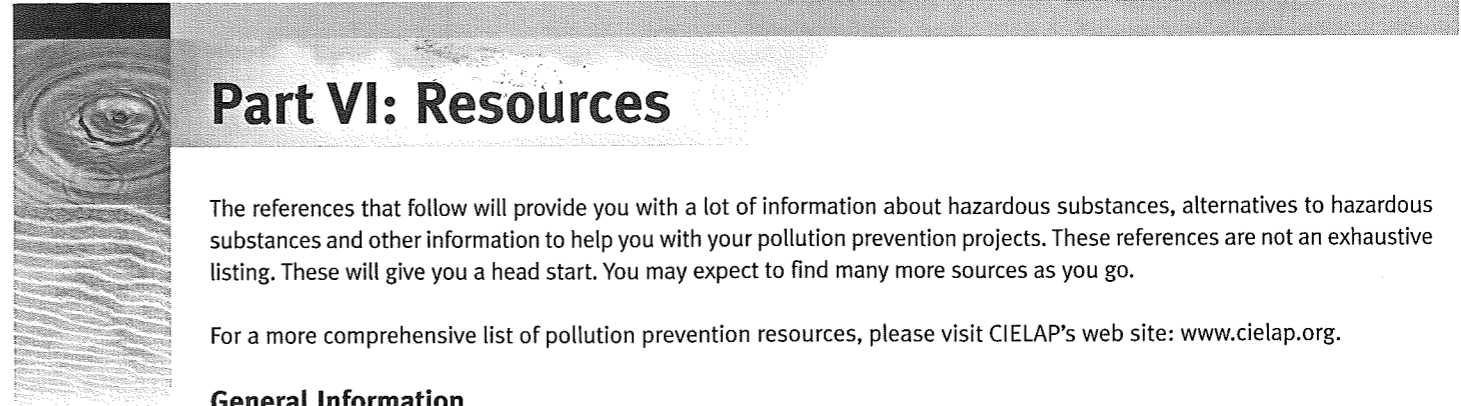 Part VI: Resources
The references that follow will provide you with a lot of information about hazardous substances, alternatives to hazardous
substances and other information to help you with your pollution prevention projects. These references are not an exhaustive
listing. These will give you a head start. You may expect to find many more sources as you go.
For a more comprehensive list of pollution prevention resources, please visit CIELAP's web site: www.cielap.org.
General Information